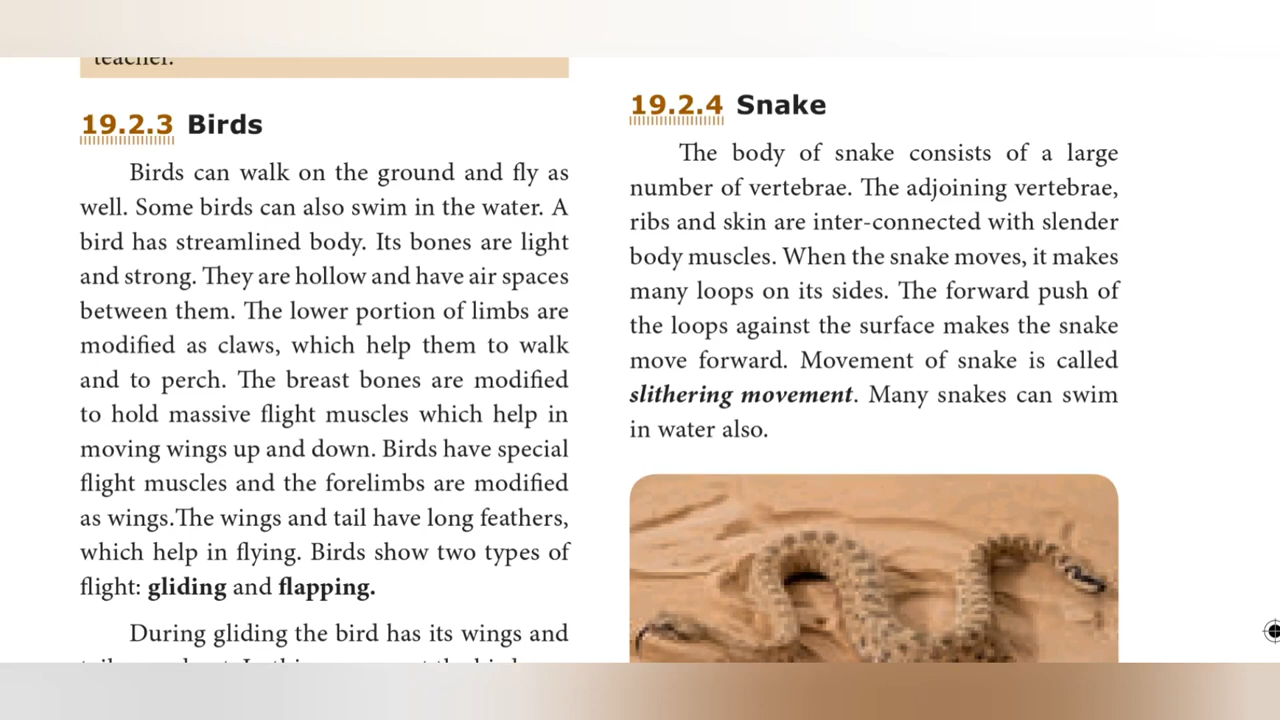 teacher.
19.2.3 Birds
Birds can walk on the ground and fly as
well. Some birds can also swim in the water. A
bird has streamlined body. Its bones are light
and strong. They are hollow and have air spaces
between them. The lower portion of limbs are
modified as claws, which help them to walk
and to perch. The breast bones are modified
to hold massive flight muscles which help in
moving wings up and down. Birds have special
flight muscles and the forelimbs are modified
as wings.The wings and tail have long feathers,
which help in flying. Birds show two types of
flight: gliding and flapping.
During gliding the bird has its wings and
19.2.4 Snake
The body of snake consists of a large
number of vertebrae. The adjoining vertebrae,
ribs and skin are inter-connected with slender
body muscles. When the snake moves, it makes
many loops on its sides. The forward push of
the loops against the surface makes the snake
move forward. Movement of snake is called
slithering movement. Many snakes can swim
in water also.